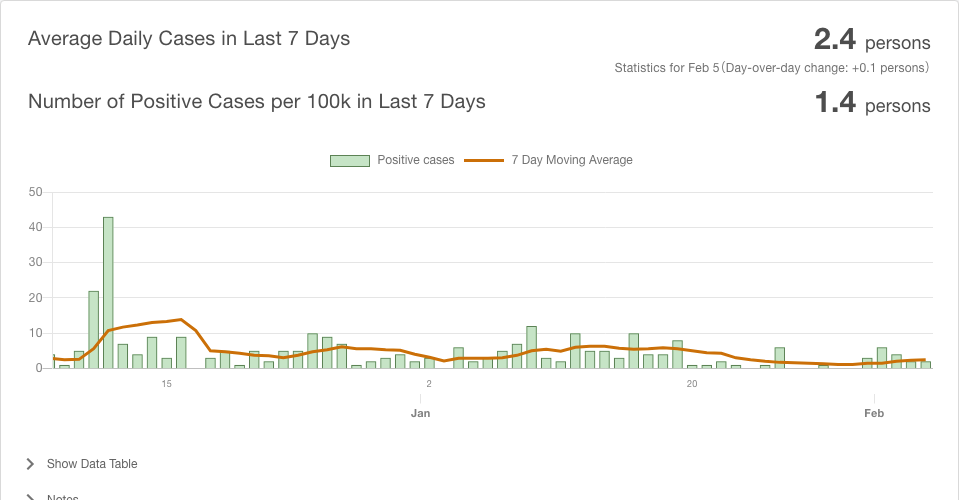 Average Daily Cases in Last 7 Days
2.4 persons
Statistics for Feb 5 (Day-over-day change: +0.1 persons)
Number of Positive Cases per 100k in Last 7 Days
1.4 persons
Positive cases
7 Day Moving Average
50
40
30
20
10
0
15
2
20
Jan
Feb
Show Data Table
Notes